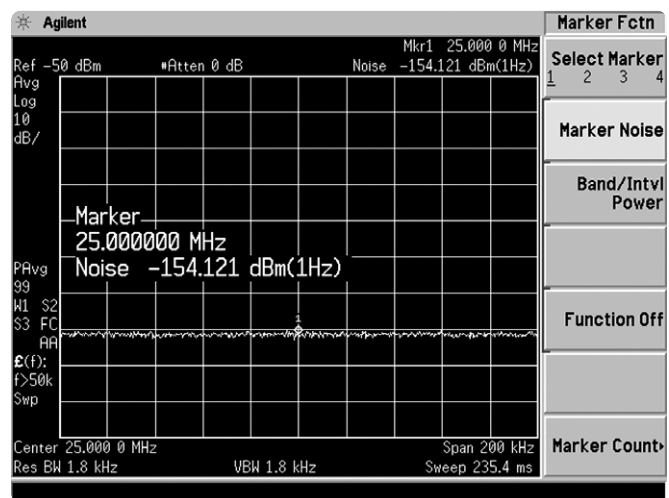 Agilent
Marker Fctn
Mkr1 25.000 0 MHz
Ref -50 dBm #Atten 0 dB Noise -154.121 dBm(1Hz)
Select Marker
1 2 3 4
Avg
Log
10
dB/
Marker Noise
Band/Intvl
Power
Marker
25.000000 MHz
Noise -154.121 dBm(1Hz)
PAvg
99
W1 S2
S3 FC
AA
1
Function Off
£(f):
f>50k
Swp
Center 25.000 0 MHz Span 200 kHz
Res BW 1.8 kHz VBW 1.8 kHz Sweep 235.4 ms
Marker Count▸